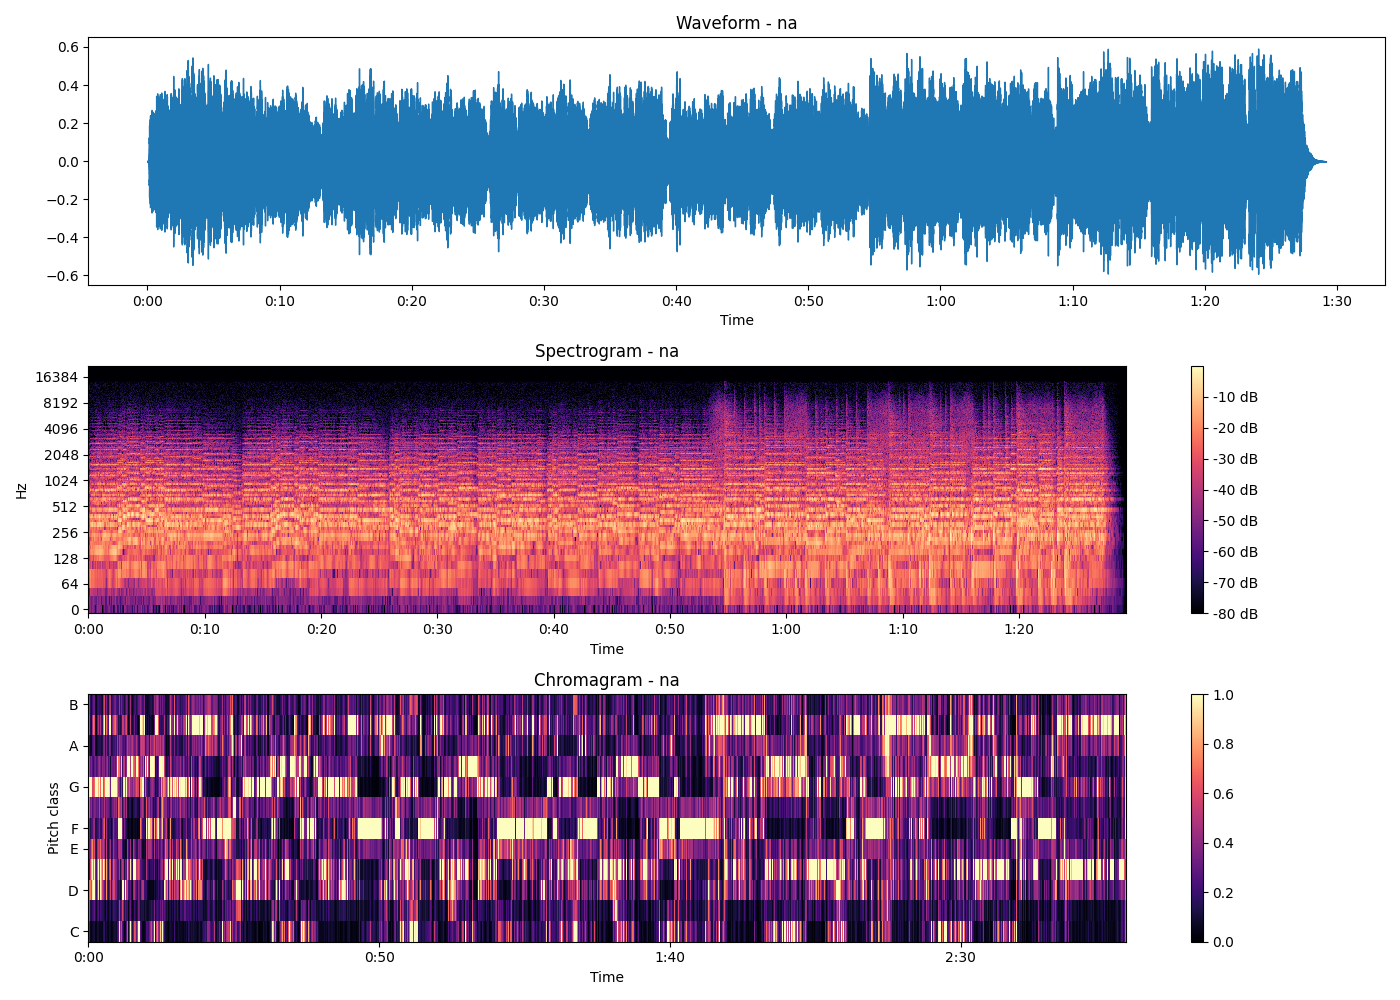 Waveform - na
0.6
0.4
0.2
0.0
−0.2
−0.4
−0.6
0:00 0:10 0:20 0:30 0:40 0:50 1:00 1:10 1:20 1:30
Time
Spectrogram - na
Hz
16384
8192
4096
2048
1024
512
256
128
64
0
0:00 0:10 0:20 0:30 0:40 0:50 1:00 1:10 1:20
Time
-10 dB
-20 dB
-30 dB
-40 dB
-50 dB
-60 dB
-70 dB
-80 dB
Chromagram - na
Pitch class
B
A
G
F
E
D
C
0:00 0:50 1:40 2:30
Time
1.0
0.8
0.6
0.4
0.2
0.0